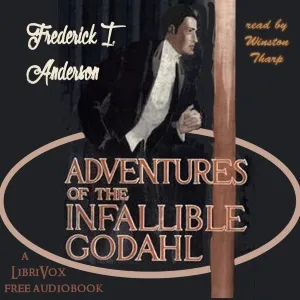 Frederick I.
Anderson
read by
Winston
Tharp
ADVENTURES
OF THE
INFALLIBLE
GODAHL
A
LIBRIVOX
FREE AUDIOBOOK